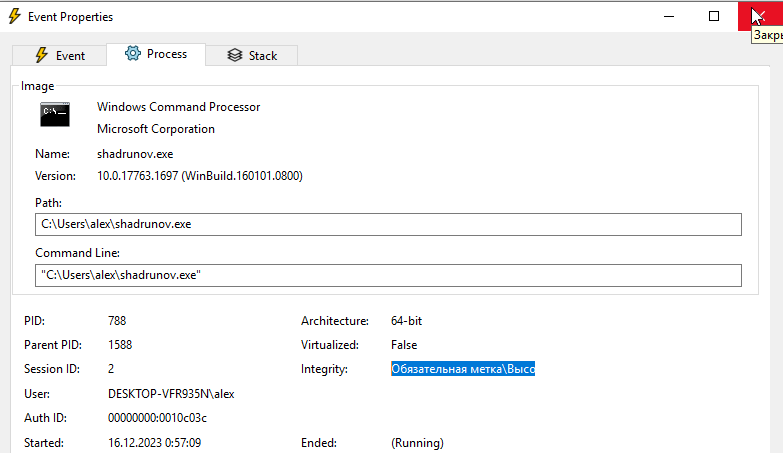 Event Properties
Закры
Event Process Stack
Image
C:\
Windows Command Processor
Microsoft Corporation
Name: shadrunov.exe
Version: 10.0.17763.1697 (WinBuild.160101.0800)
Path:
C:\Users\alex\shadrunov.exe
Command Line:
"C:\Users\alex\shadrunov.exe"
PID: 788 Architecture: 64-bit
Parent PID: 1588 Virtualized: False
Session ID: 2 Integrity: Обязательная метка\Высо
User: DESKTOP-VFR935N\alex
Auth ID: 00000000:0010c03c
Started: 16.12.2023 0:57:09 Ended: (Running)